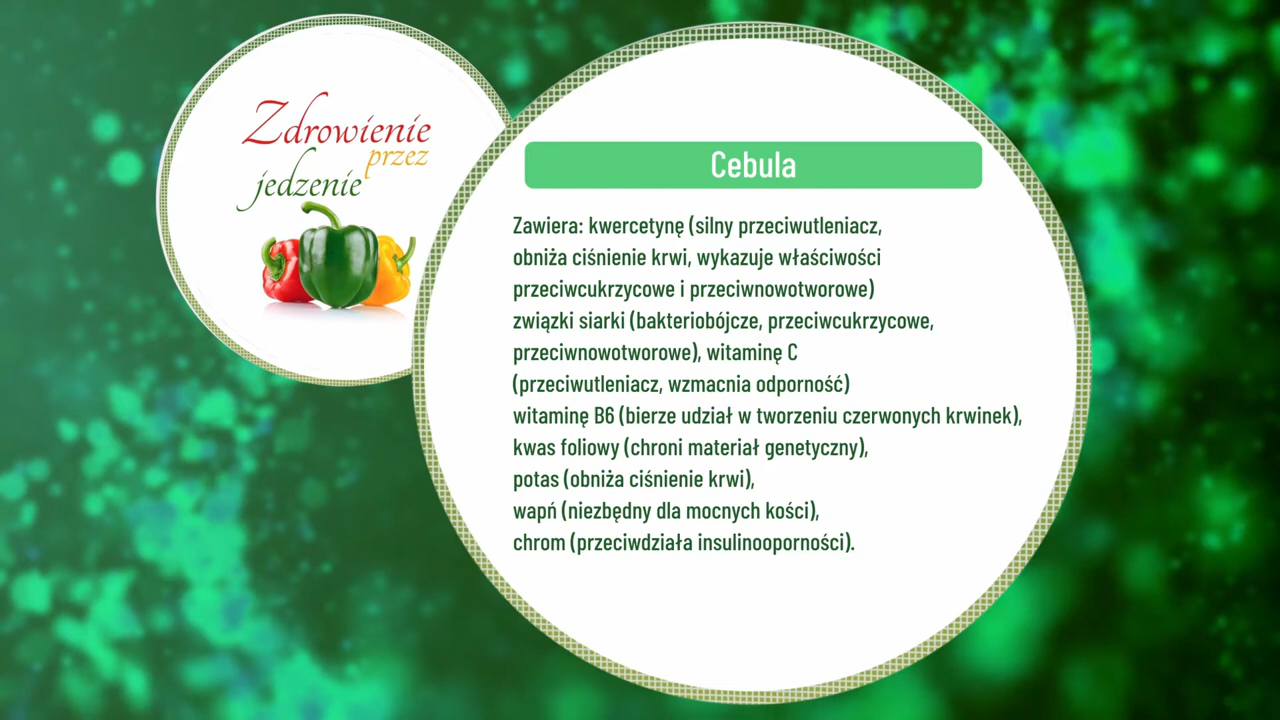 Zdrowienie
przez
jedzenie
Cebula
Zawiera: kwercetynę (silny przeciwutleniacz,
obniża ciśnienie krwi, wykazuje właściwości
przeciwcukrzycowe i przeciwnowotworowe)
związki siarki (bakteriobójcze, przeciwcukrzycowe,
przeciwnowotworowe), witaminę C
(przeciwutleniacz, wzmacnia odporność)
witaminę B6 (bierze udział w tworzeniu czerwonych krwinek),
kwas foliowy (chroni materiał genetyczny),
potas (obniża ciśnienie krwi),
wapń (niezbędny dla mocnych kości),
chrom (przeciwdziała insulinooporności).